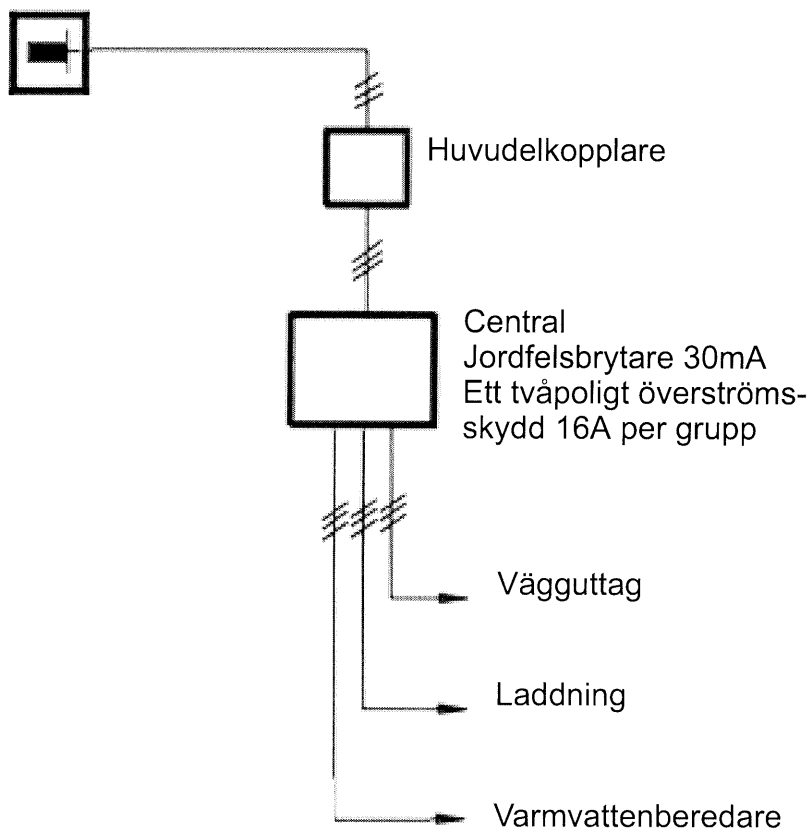 Huvudelkopplare
Central
Jordfelsbrytare 30mA
Ett tvåpoligt överströms-
skydd 16A per grupp
Vägguttag
Laddning
Varmvattenberedare